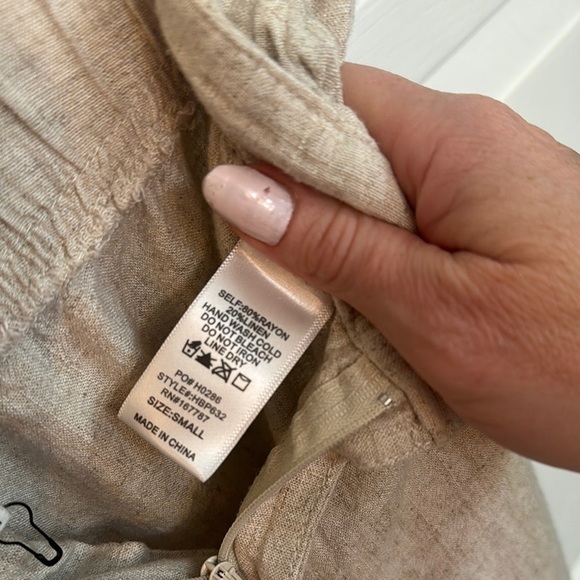 SELF:80%RAYON
20%LINEN
HAND WASH COLD
DO NOT BLEACH
DO NOT IRON
LINE DRY
PO# H0286
STYLE#:HBP632
RN#167787
SIZE:SMALL
MADE IN CHINA